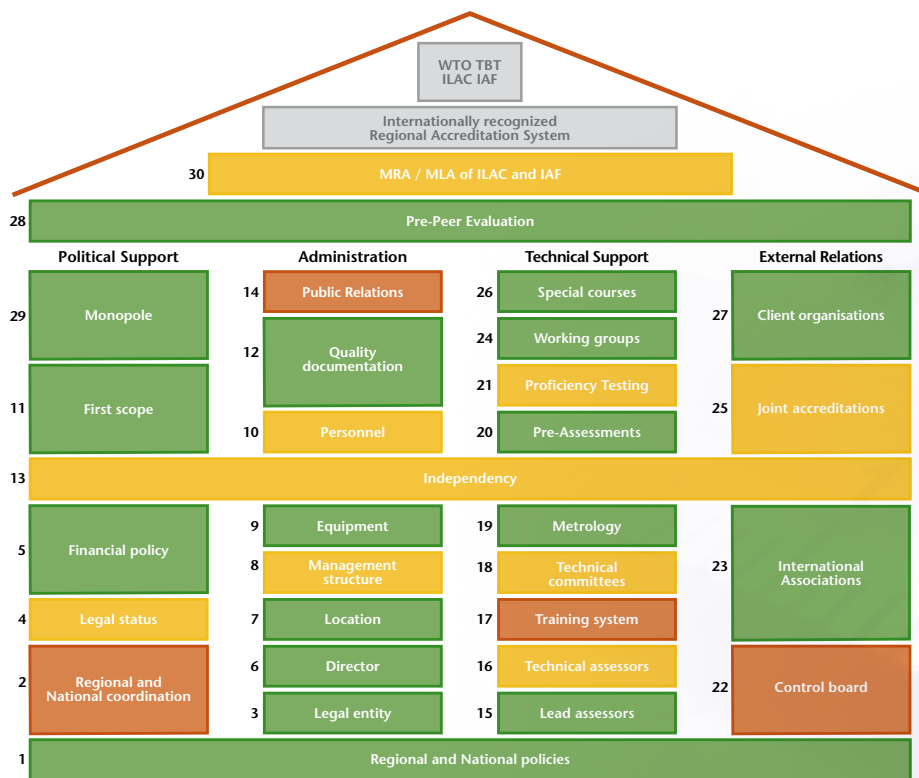 WTO TBT
ILAC IAF
Internationally recognized
Regional Accreditation System
30
MRA / MLA of ILAC and IAF
28
Pre-Peer Evaluation
Political Support
Administration
Technical Support
External Relations
29
Monopole
11
First scope
14
Public Relations
12
Quality
documentation
10
Personnel
26
Special courses
24
Working groups
21
Proficiency Testing
20
Pre-Assessments
27
Client organisations
25
Joint accreditations
13
Independency
5
Financial policy
4
Legal status
2
Regional and
National coordination
9
Equipment
8
Management
structure
7
Location
6
Director
3
Legal entity
19
Metrology
18
Technical
committees
17
Training system
16
Technical assessors
15
Lead assessors
23
International
Associations
22
Control board
1
Regional and National policies